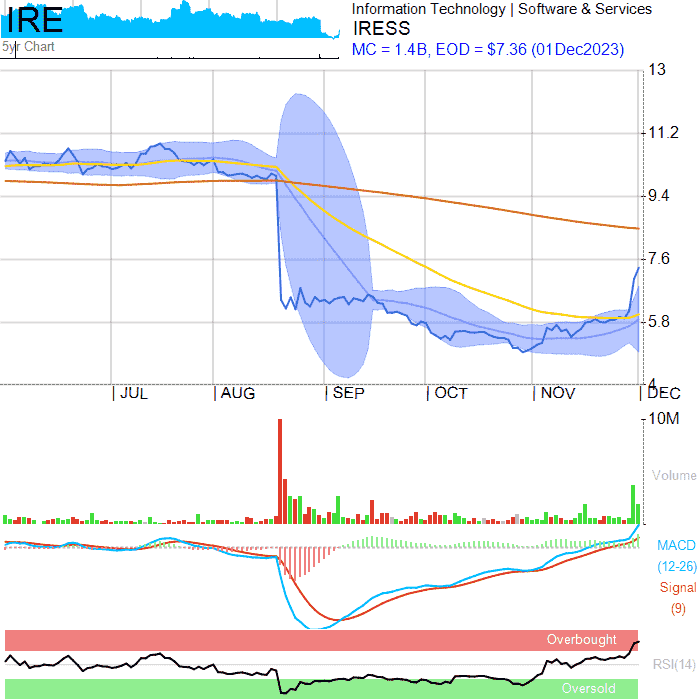 IRE
5yr Chart
Information Technology | Software & Services
IRESS
MC = 1.4B, EOD = $7.36 (01Dec2023)
13
11.2
9.4
7.6
5.8
4
JUL
AUG
SEP
OCT
NOV
DEC
10M
Volume
MACD
(12-26)
Signal
(9)
Overbought
RSI(14)
Oversold